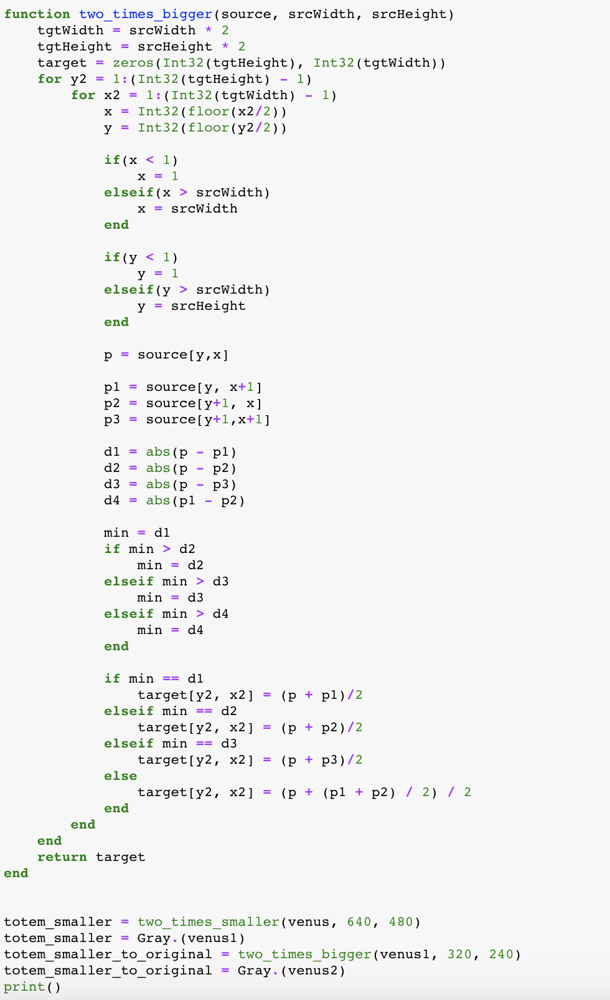 function two_times_bigger(source, srcWidth, srcHeight)
    tgtWidth = srcWidth * 2
    tgtHeight = srcHeight * 2
    target = zeros(Int32(tgtHeight), Int32(tgtWidth))
    for y2 = 1:(Int32(tgtHeight) - 1)
        for x2 = 1:(Int32(tgtWidth) - 1)
            x = Int32(floor(x2/2))
            y = Int32(floor(y2/2))

            if(x < 1)
                x = 1
            elseif(x > srcWidth)
                x = srcWidth
            end

            if(y < 1)
                y = 1
            elseif(y > srcWidth)
                y = srcHeight
            end

            p = source[y,x]

            p1 = source[y, x+1]
            p2 = source[y+1, x]
            p3 = source[y+1,x+1]

            d1 = abs(p - p1)
            d2 = abs(p - p2)
            d3 = abs(p - p3)
            d4 = abs(p1 - p2)

            min = d1
            if min > d2
                min = d2
            elseif min > d3
                min = d3
            elseif min > d4
                min = d4
            end

            if min == d1
                target[y2, x2] = (p + p1)/2
            elseif min == d2
                target[y2, x2] = (p + p2)/2
            elseif min == d3
                target[y2, x2] = (p + p3)/2
            else
                target[y2, x2] = (p + (p1 + p2) / 2) / 2
            end
        end
    end
    return target
end


totem_smaller = two_times_smaller(venus, 640, 480)
totem_smaller = Gray.(venus1)
totem_smaller_to_original = two_times_bigger(venus1, 320, 240)
totem_smaller_to_original = Gray.(venus2)
print()